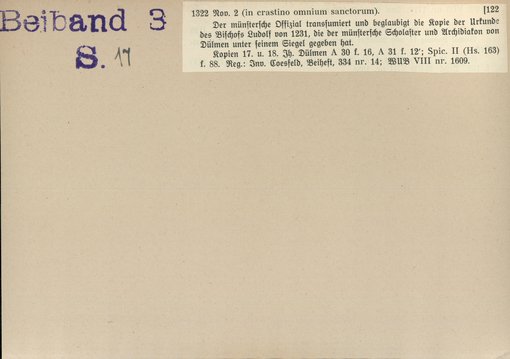 Beiband 3
S. 17
1322 Nov. 2 (in crastino omnium sanctorum). [122
Der münstersche Offizial transsumiert und beglaubigt die Kopie der Urkunde
des Bischofs Ludolf von 1231, die der münstersche Scholaster und Archidiakon von
Dülmen unter seinem Siegel gegeben hat.
Kopien 17. u. 18. Jh. Dülmen A 30 f. 16, A 31 f. 12'; Spic. II (Hs. 163)
f. 88. Reg.: Inv. Coesfeld, Beiheft, 334 nr. 14; WUB VIII nr. 1609.